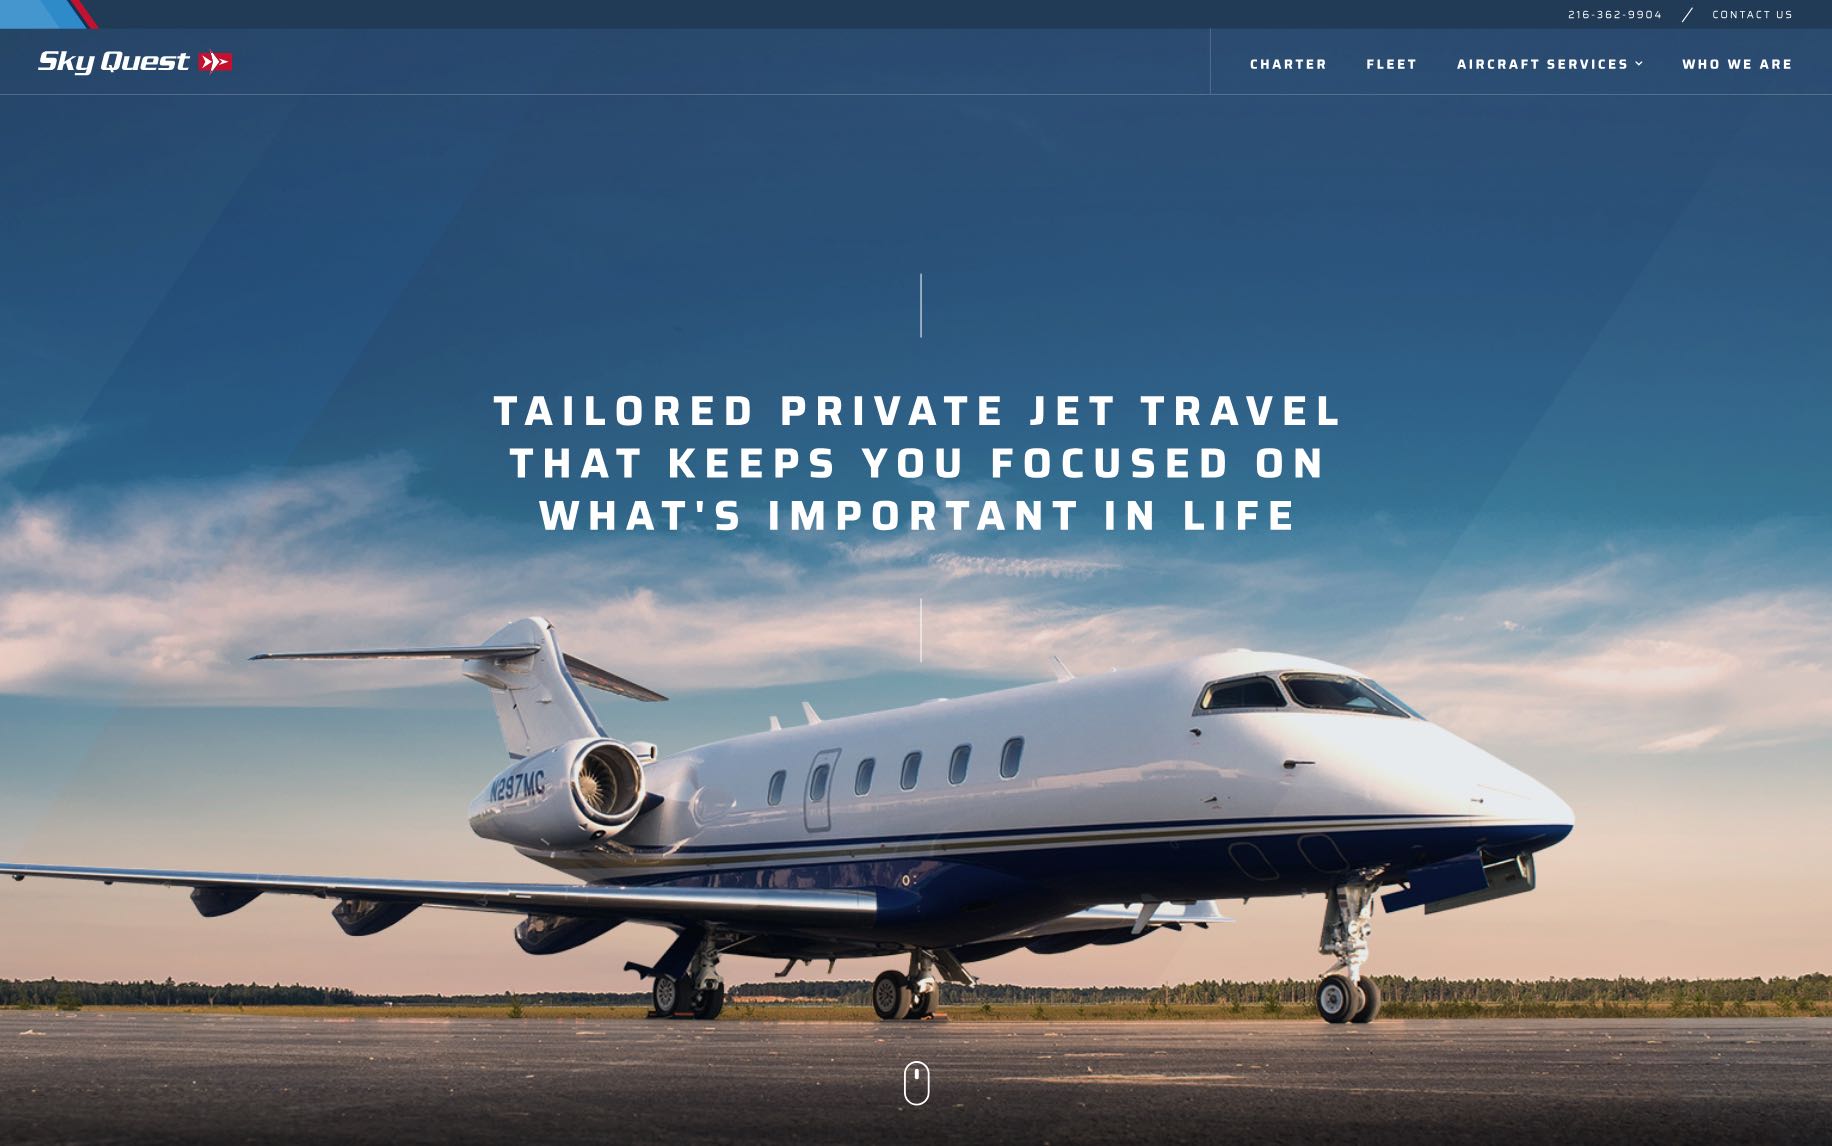 216-362-9904 / CONTACT US
Sky Quest
CHARTER FLEET AIRCRAFT SERVICES WHO WE ARE
TAILORED PRIVATE JET TRAVEL
THAT KEEPS YOU FOCUSED ON
WHAT'S IMPORTANT IN LIFE
N297MC